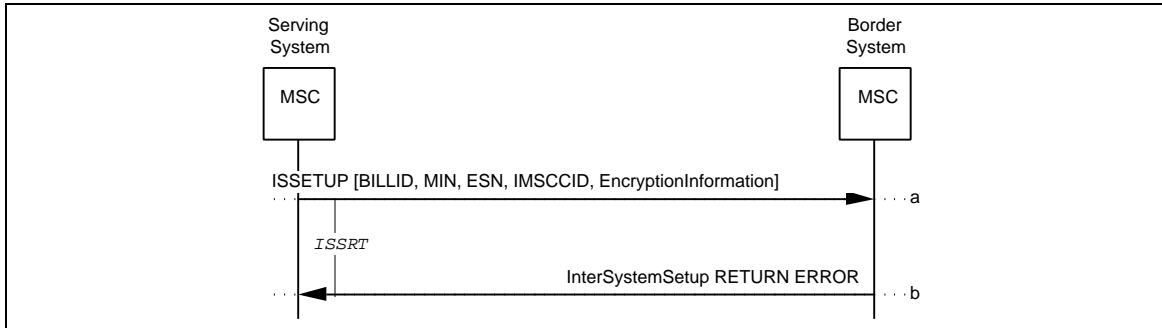 Serving
System
Border
System
MSC
MSC
ISSETUP [BILLID, MIN, ESN, IMSCCID, EncryptionInformation]
a
ISSRT
InterSystemSetup RETURN ERROR
b